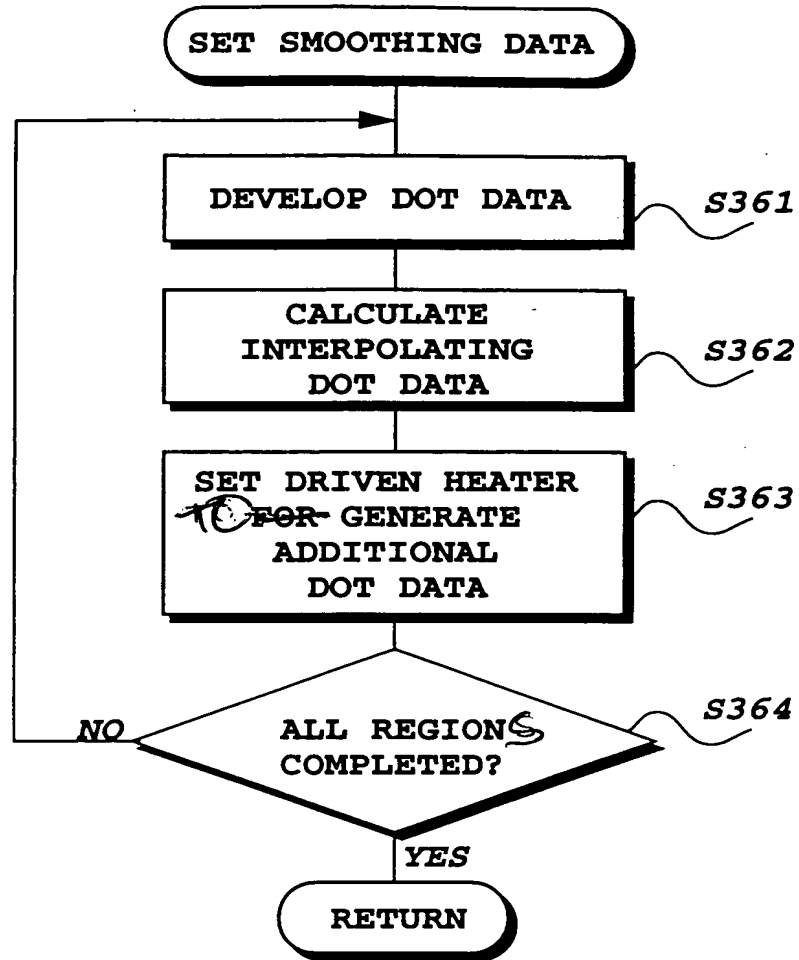 SET SMOOTHING DATA
DEVELOP DOT DATA
S361
CALCULATE
INTERPOLATING
DOT DATA
S362
SET DRIVEN HEATER
TO FOR GENERATE
ADDITIONAL
DOT DATA
S363
ALL REGIONS
COMPLETED?
S364
NO
YES
RETURN